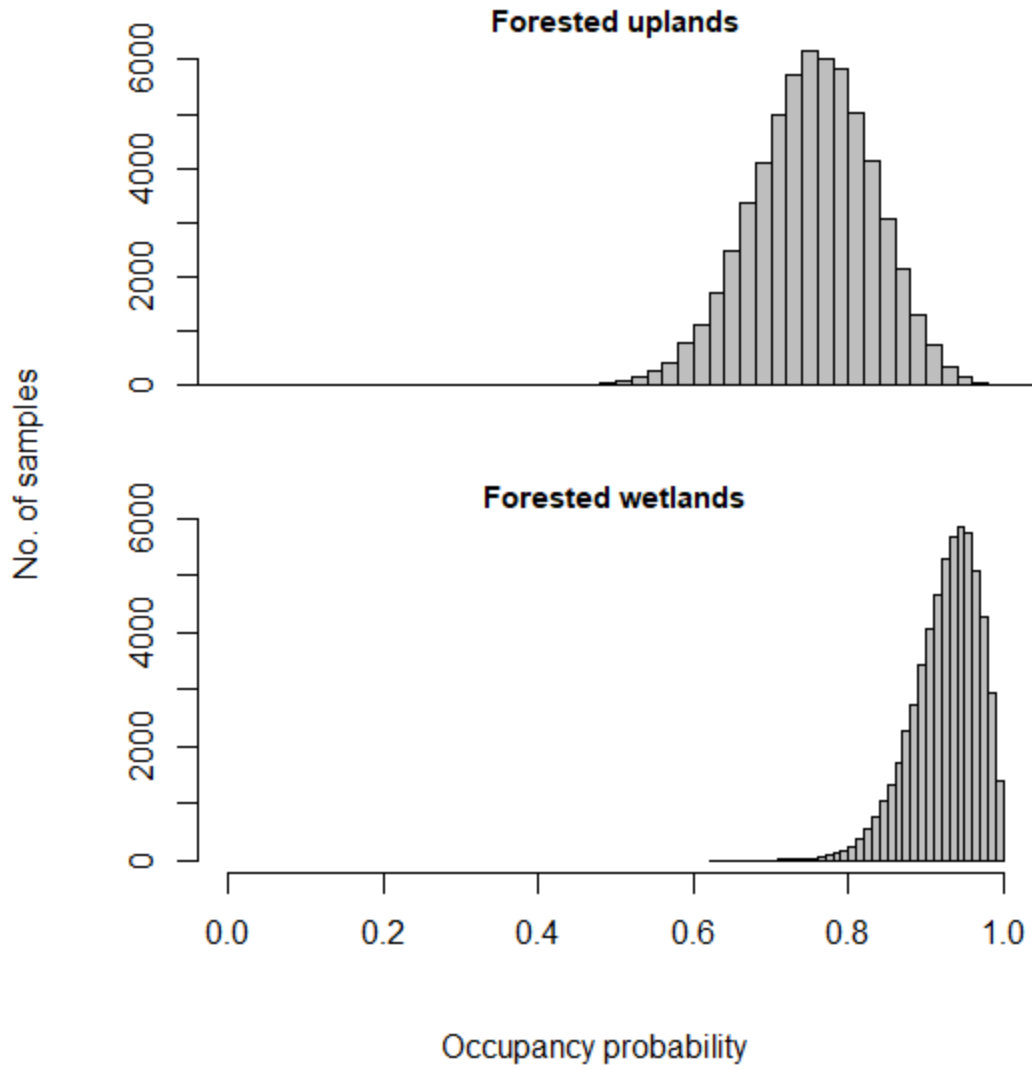 Forested uplands
6000
4000
2000
0
No. of samples
Forested wetlands
6000
4000
2000
0
0.0 0.2 0.4 0.6 0.8 1.0
Occupancy probability